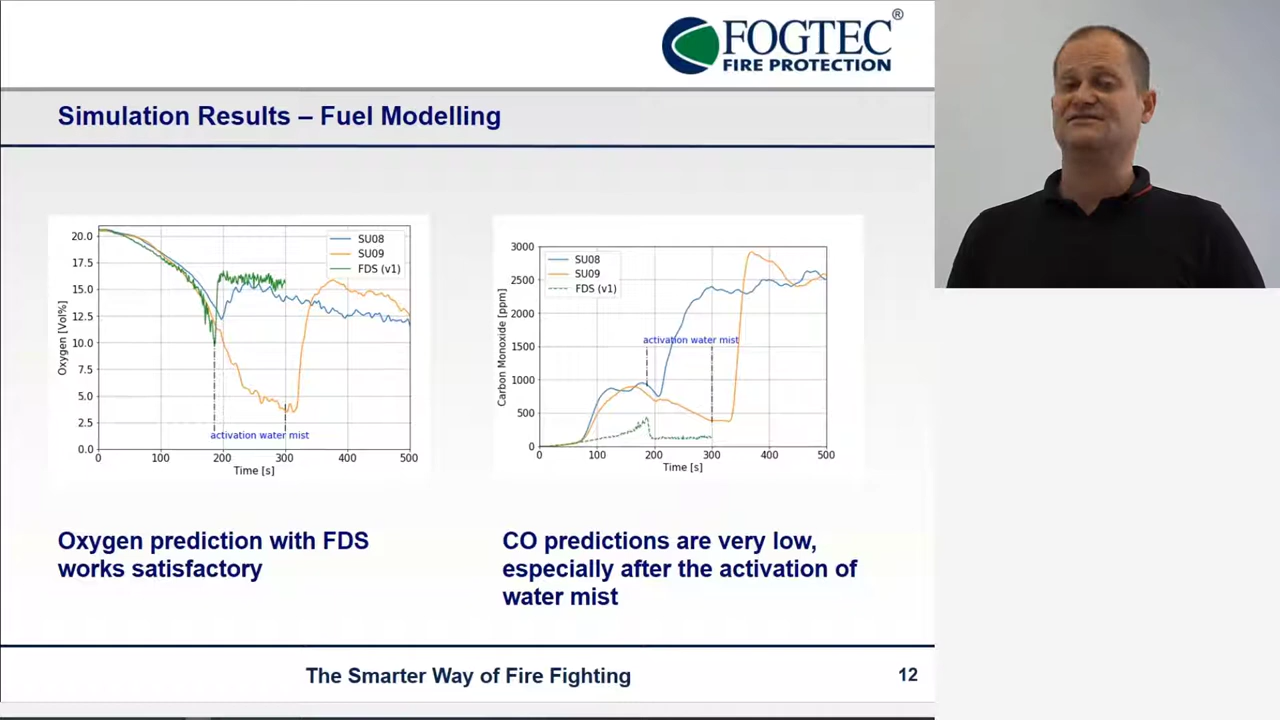 FOGTEC®
FIRE PROTECTION
Simulation Results – Fuel Modelling
20.0
17.5
15.0
12.5
10.0
7.5
5.0
2.5
0.0
Oxygen [Vol%]
SU08
SU09
FDS (v1)
activation water mist
0 100 200 300 400 500
Time [s]
3000
2500
2000
1500
1000
500
0
Carbon Monoxide [ppm]
SU08
SU09
FDS (v1)
activation water mist
0 100 200 300 400 500
Time [s]
Oxygen prediction with FDS
works satisfactory
CO predictions are very low,
especially after the activation of
water mist
The Smarter Way of Fire Fighting
12